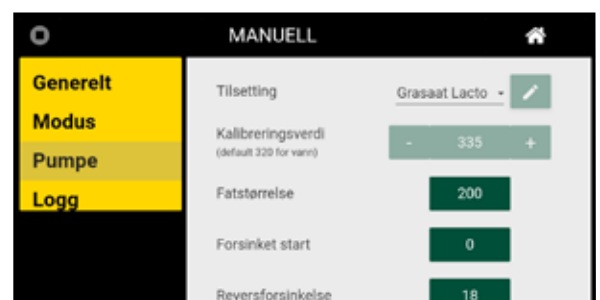 MANUELL
Generelt
Modus
Pumpe
Logg
Tilsetting
Grasaat Lacto
Kalibreringsverdi
(default 320 for vann)
- 335 +
Fatstørrelse
200
Forsinket start
0
Reversforsinkelse
18